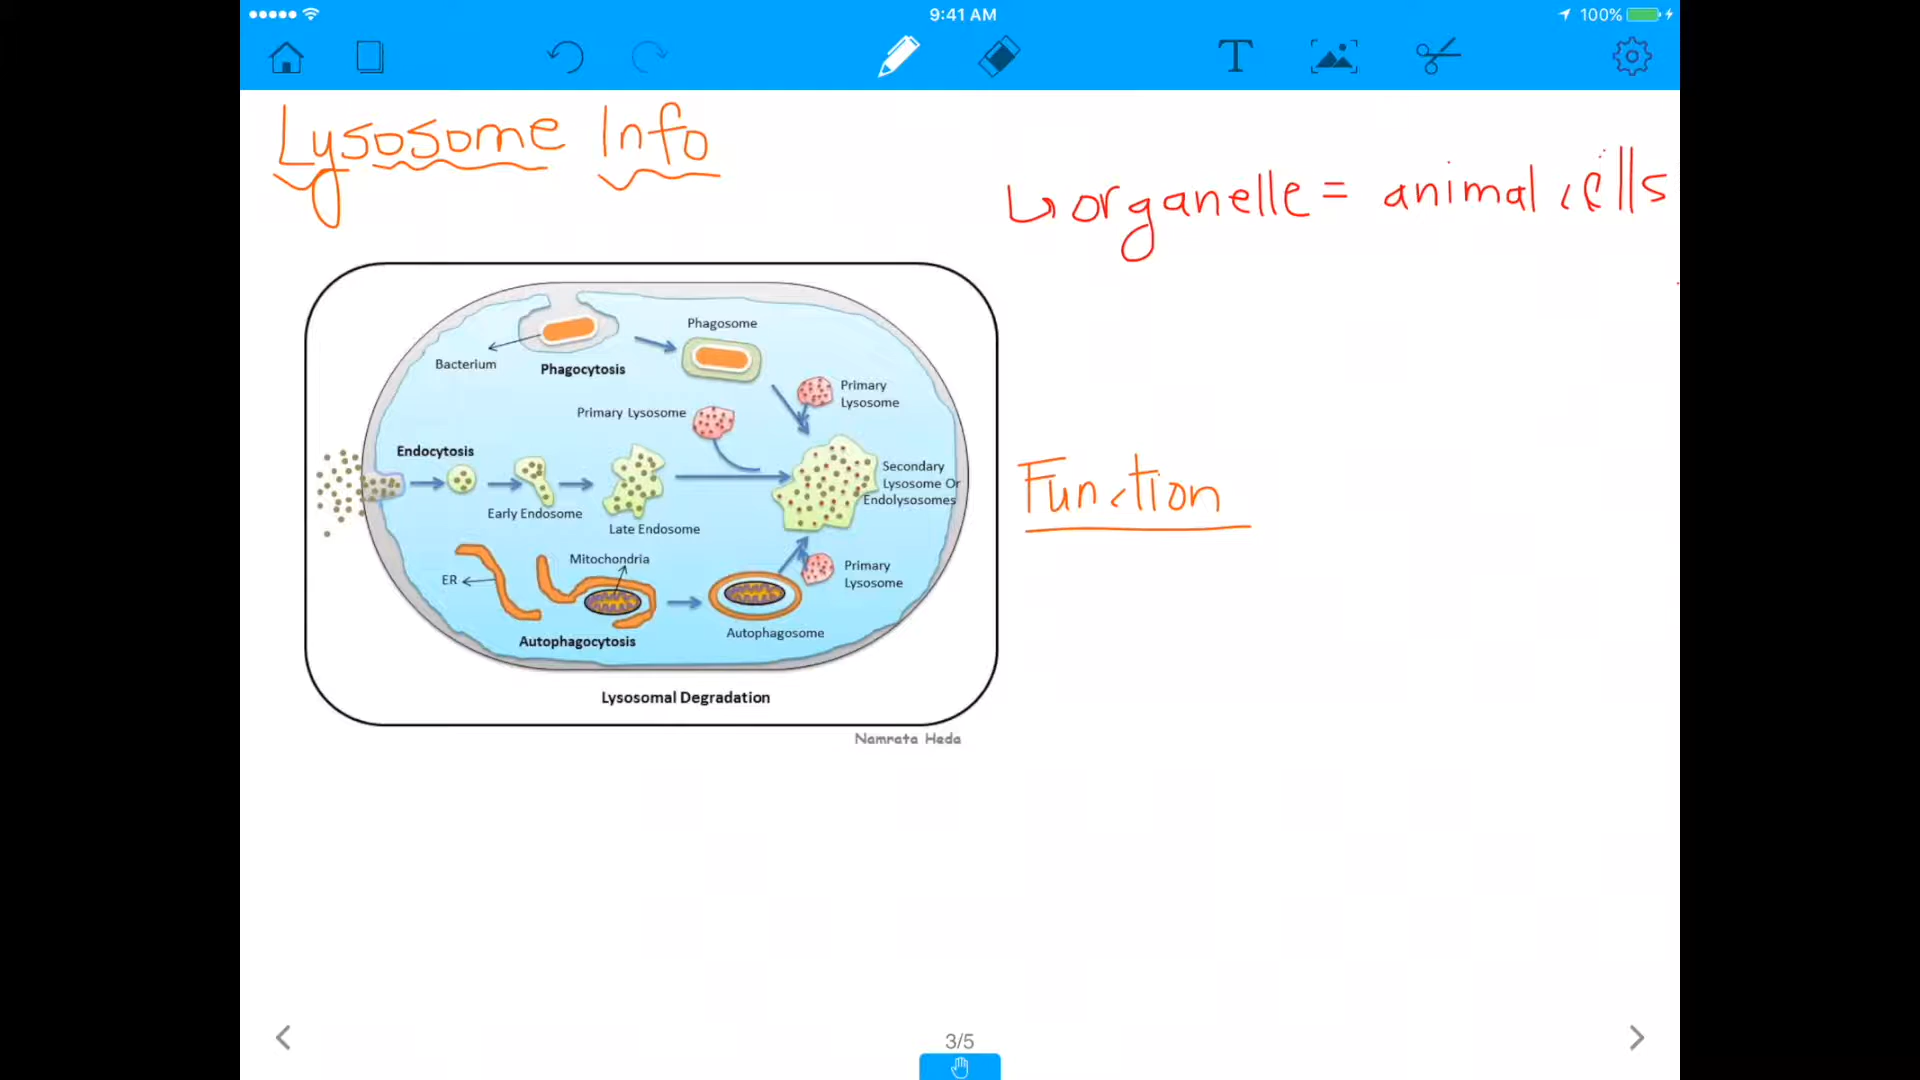 9:41 AM
100%
T
Lysosome Info
organelle = animal cells
Phagosome
Bacterium
Phagocytosis
Primary
Lysosome
Primary Lysosome
Endocytosis
Secondary
Lysosome Or
Endolysosomes
Early Endosome
Late Endosome
Function
Mitochondria
ER
Primary
Lysosome
Autophagosome
Autophagocytosis
Lysosomal Degradation
Namrata Heda
3/5